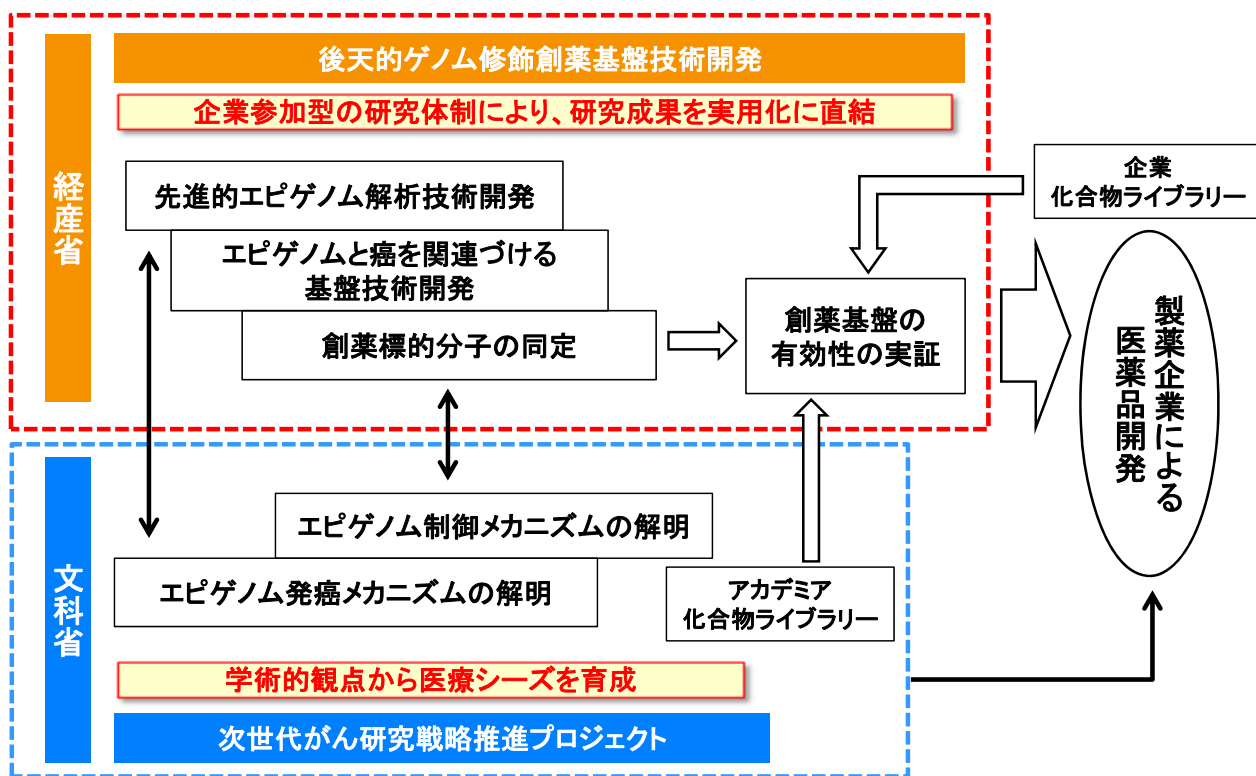 後天的ゲノム修飾創薬基盤技術開発
企業参加型の研究体制により、研究成果を実用化に直結
経産省
先進的エピゲノム解析技術開発
エピゲノムと癌を関連づける
基盤技術開発
創薬標的分子の同定
創薬基盤の
有効性の実証
企業
化合物ライブラリー
製薬企業による
医薬品開発
文科省
エピゲノム制御メカニズムの解明
エピゲノム発癌メカニズムの解明
アカデミア
化合物ライブラリー
学術的観点から医療シーズを育成
次世代がん研究戦略推進プロジェクト